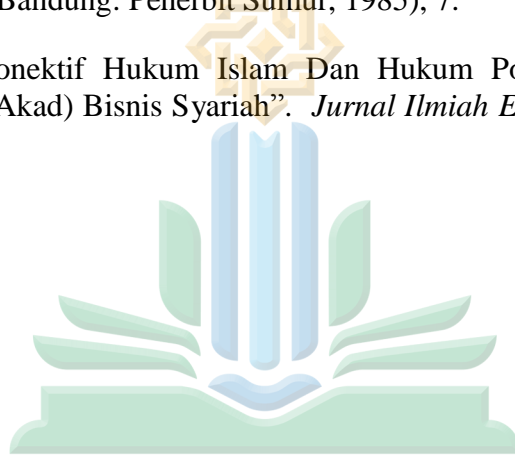 Bandung: Penerbit Sumur, 1985), 7.
onektif Hukum Islam Dan Hukum Po
Akad) Bisnis Syariah”. Jurnal Ilmiah E